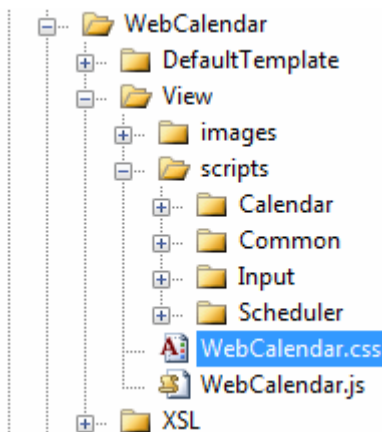 WebCalendar
DefaultTemplate
View
images
scripts
Calendar
Common
Input
Scheduler
WebCalendar.css
WebCalendar.js
XSL